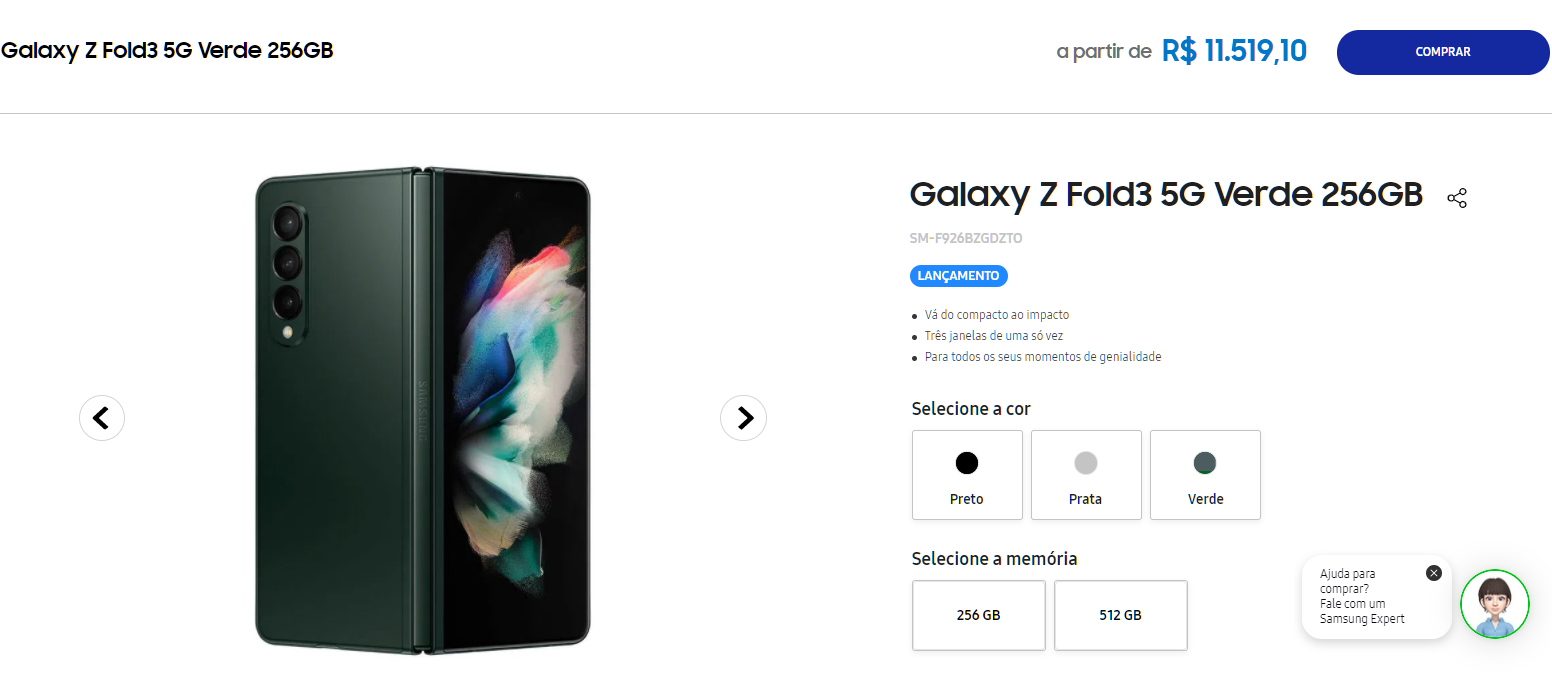 Galaxy Z Fold3 5G Verde 256GB
a partir de R$ 11.519,10
COMPRAR
SAMSUNG
Galaxy Z Fold3 5G Verde 256GB
SM-F926BZGDZTO
LANÇAMENTO
Vá do compacto ao impacto
Três janelas de uma só vez
Para todos os seus momentos de genialidade
Selecione a cor
Preto
Prata
Verde
Selecione a memória
256 GB
512 GB
Ajuda para
comprar?
Fale com um
Samsung Expert